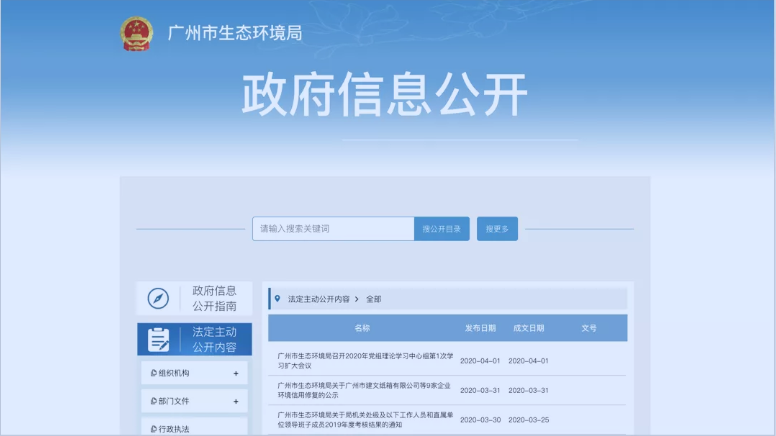 广州市生态环境局
政府信息公开
请输入搜索关键词
搜公开目录
搜更多
政府信息
公开指南
法定主动公开内容 > 全部
法定主动
公开内容
名称 发布日期 成文日期 文号
组织机构 +
广州市生态环境局召开2020年党组理论学习中心组第1次学
习扩大会议
2020-04-01 2020-04-01
部门文件 +
广州市生态环境局关于广州市建文纸箱有限公司等9家企业
环境信用修复的公示
2020-03-31 2020-03-31
行政执法
广州市生态环境局关于局机关处级及以下工作人员和直属单
位领导班子成员2019年度考核结果的通知
2020-03-30 2020-03-25